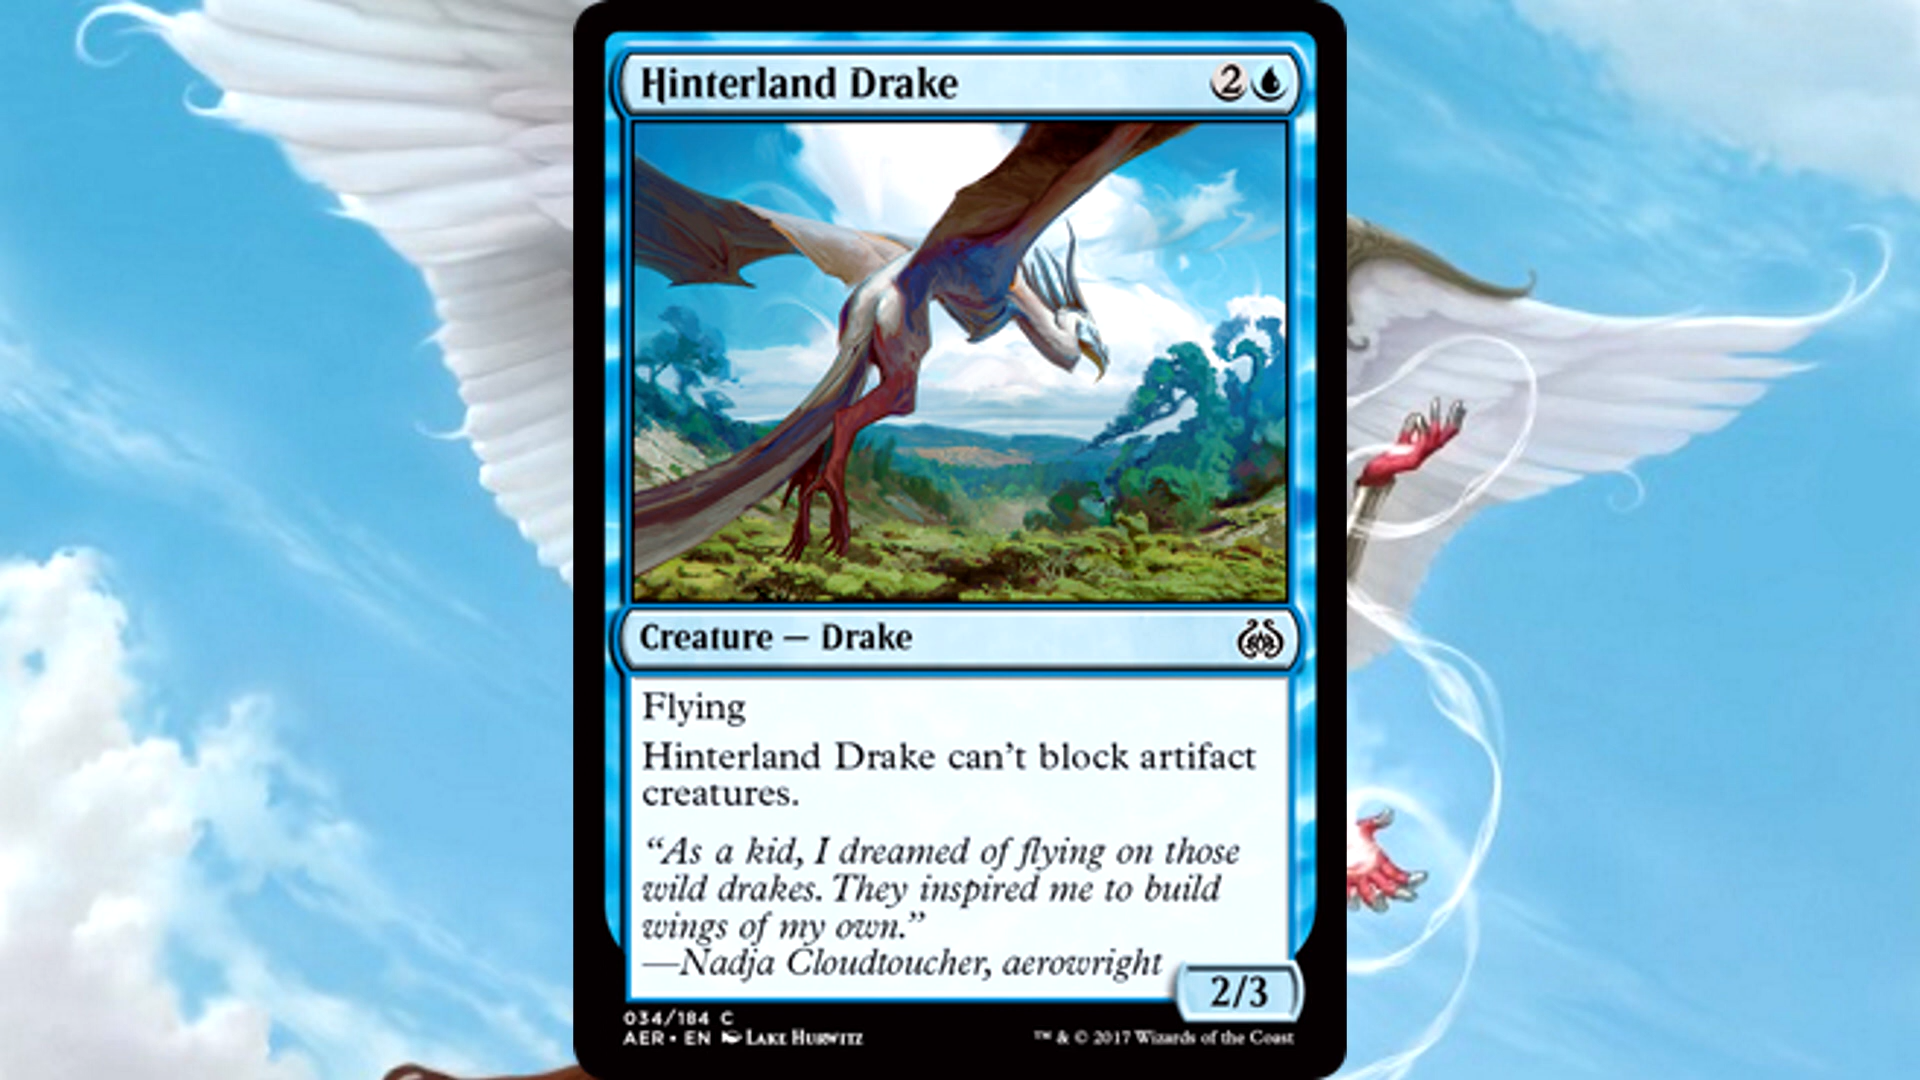 Hinterland Drake 2
Creature — Drake
Flying
Hinterland Drake can't block artifact
creatures.
“As a kid, I dreamed of flying on those
wild drakes. They inspired me to build
wings of my own.”
—Nadja Cloudtoucher, aerowright
2/3
034/184 C
AER • EN Lake Hurwitz
™ & © 2017 Wizards of the Coast